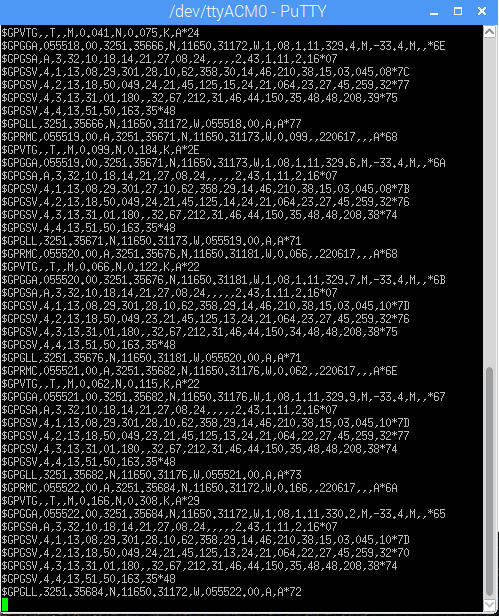 /dev/ttyACM0 - PuTTY
$GPVTG,,T,,M,0.041,N,0.075,K,A*24
$GPGGA,055518.00,3251.35666,N,11650.31172,W,1,08,1.11,329.4,M,-33.4,M,,*6E
$GPGSA,A,3,32,10,18,14,21,27,08,24,,,,,2.43,1.11,2.16*07
$GPGSV,4,1,13,08,29,301,28,10,62,358,30,14,46,210,38,15,03,045,08*7C
$GPGSV,4,2,13,18,50,049,24,21,45,125,15,24,21,064,23,27,45,259,32*77
$GPGSV,4,3,13,31,01,180,,32,67,212,31,46,44,150,35,48,48,208,39*75
$GPGSV,4,4,13,51,50,163,35*48
$GPGLL,3251.35666,N,11650.31172,W,055518.00,A,A*77
$GPRMC,055519.00,A,3251.35671,N,11650.31173,W,0.099,,220617,,,A*68
$GPVTG,,T,,M,0.099,N,0.184,K,A*2E
$GPGGA,055519.00,3251.35671,N,11650.31173,W,1,08,1.11,329.6,M,-33.4,M,,*6A
$GPGSA,A,3,32,10,18,14,21,27,08,24,,,,,2.43,1.11,2.16*07
$GPGSV,4,1,13,08,29,301,27,10,62,358,29,14,46,210,38,15,03,045,08*7B
$GPGSV,4,2,13,18,50,049,24,21,45,125,14,24,21,064,23,27,45,259,32*76
$GPGSV,4,3,13,31,01,180,,32,67,212,31,46,44,150,35,48,48,208,38*74
$GPGSV,4,4,13,51,50,163,35*48
$GPGLL,3251.35671,N,11650.31173,W,055519.00,A,A*71
$GPRMC,055520.00,A,3251.35676,N,11650.31181,W,0.066,,220617,,,A*68
$GPVTG,,T,,M,0.066,N,0.122,K,A*22
$GPGGA,055520.00,3251.35676,N,11650.31181,W,1,08,1.11,329.7,M,-33.4,M,,*6B
$GPGSA,A,3,32,10,18,14,21,27,08,24,,,,,2.43,1.11,2.16*07
$GPGSV,4,1,13,08,29,301,28,10,62,358,29,14,46,210,38,15,03,045,10*7D
$GPGSV,4,2,13,18,50,049,23,21,45,125,13,24,21,064,23,27,45,259,32*76
$GPGSV,4,3,13,31,01,180,,32,67,212,31,46,44,150,34,48,48,208,38*75
$GPGSV,4,4,13,51,50,163,35*48
$GPGLL,3251.35676,N,11650.31181,W,055520.00,A,A*71
$GPRMC,055521.00,A,3251.35682,N,11650.31176,W,0.062,,220617,,,A*6E
$GPVTG,,T,,M,0.062,N,0.115,K,A*22
$GPGGA,055521.00,3251.35682,N,11650.31176,W,1,08,1.11,329.9,M,-33.4,M,,*67
$GPGSA,A,3,32,10,18,14,21,27,08,24,,,,,2.43,1.11,2.16*07
$GPGSV,4,1,13,08,29,301,28,10,62,358,29,14,46,210,38,15,03,045,10*7D
$GPGSV,4,2,13,18,50,049,23,21,45,125,13,24,21,064,22,27,45,259,32*77
$GPGSV,4,3,13,31,01,180,,32,67,212,31,46,44,150,35,48,48,208,38*74
$GPGSV,4,4,13,51,50,163,35*48
$GPGLL,3251.35682,N,11650.31176,W,055521.00,A,A*73
$GPRMC,055522.00,A,3251.35684,N,11650.31172,W,0.166,,220617,,,A*6A
$GPVTG,,T,,M,0.166,N,0.308,K,A*29
$GPGGA,055522.00,3251.35684,N,11650.31172,W,1,08,1.11,330.2,M,-33.4,M,,*65
$GPGSA,A,3,32,10,18,14,21,27,08,24,,,,,2.43,1.11,2.16*07
$GPGSV,4,1,13,08,29,301,28,10,62,358,29,14,46,210,38,15,03,045,10*7D
$GPGSV,4,2,13,18,50,049,24,21,45,125,13,24,21,064,22,27,45,259,32*70
$GPGSV,4,3,13,31,01,180,,32,67,212,31,46,44,150,35,48,48,208,38*74
$GPGSV,4,4,13,51,50,163,35*48
$GPGLL,3251.35684,N,11650.31172,W,055522.00,A,A*72